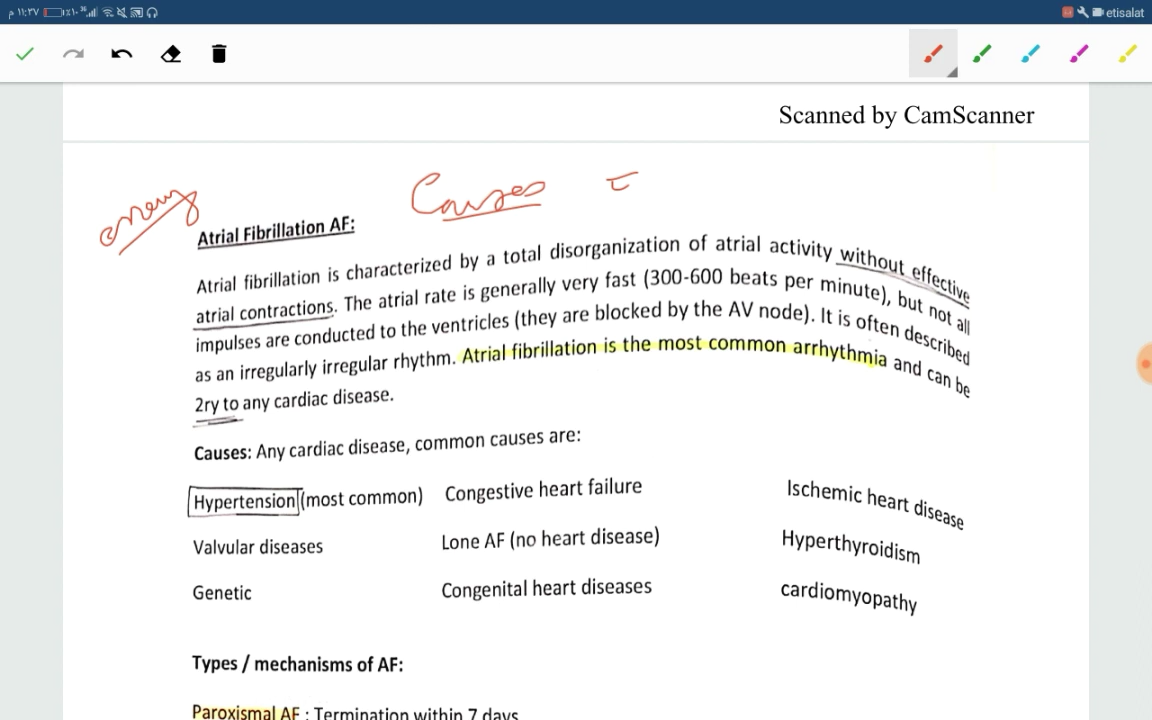 م ١١:٣٧
etisalat
Scanned by CamScanner
Causes
Atrial Fibrillation AF:
Atrial fibrillation is characterized by a total disorganization of atrial activity without effective
atrial contractions. The atrial rate is generally very fast (300-600 beats per minute), but not all
impulses are conducted to the ventricles (they are blocked by the AV node). It is often described
as an irregularly irregular rhythm. Atrial fibrillation is the most common arrhythmia and can be
2ry to any cardiac disease.
Causes: Any cardiac disease, common causes are:
Hypertension (most common) Congestive heart failure Ischemic heart disease
Valvular diseases Lone AF (no heart disease) Hyperthyroidism
Genetic Congenital heart diseases cardiomyopathy
Types / mechanisms of AF:
Paroxismal AF : Termination within 7 days